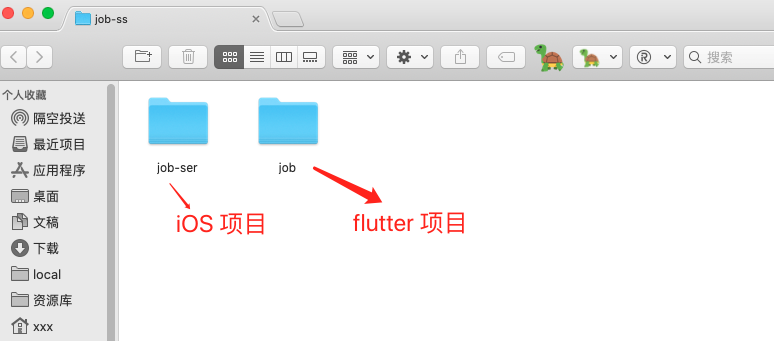 job-ss
搜索
个人收藏
隔空投送
最近项目
应用程序
桌面
文稿
下载
local
资源库
xxx
job-ser
job
iOS 项目
flutter 项目